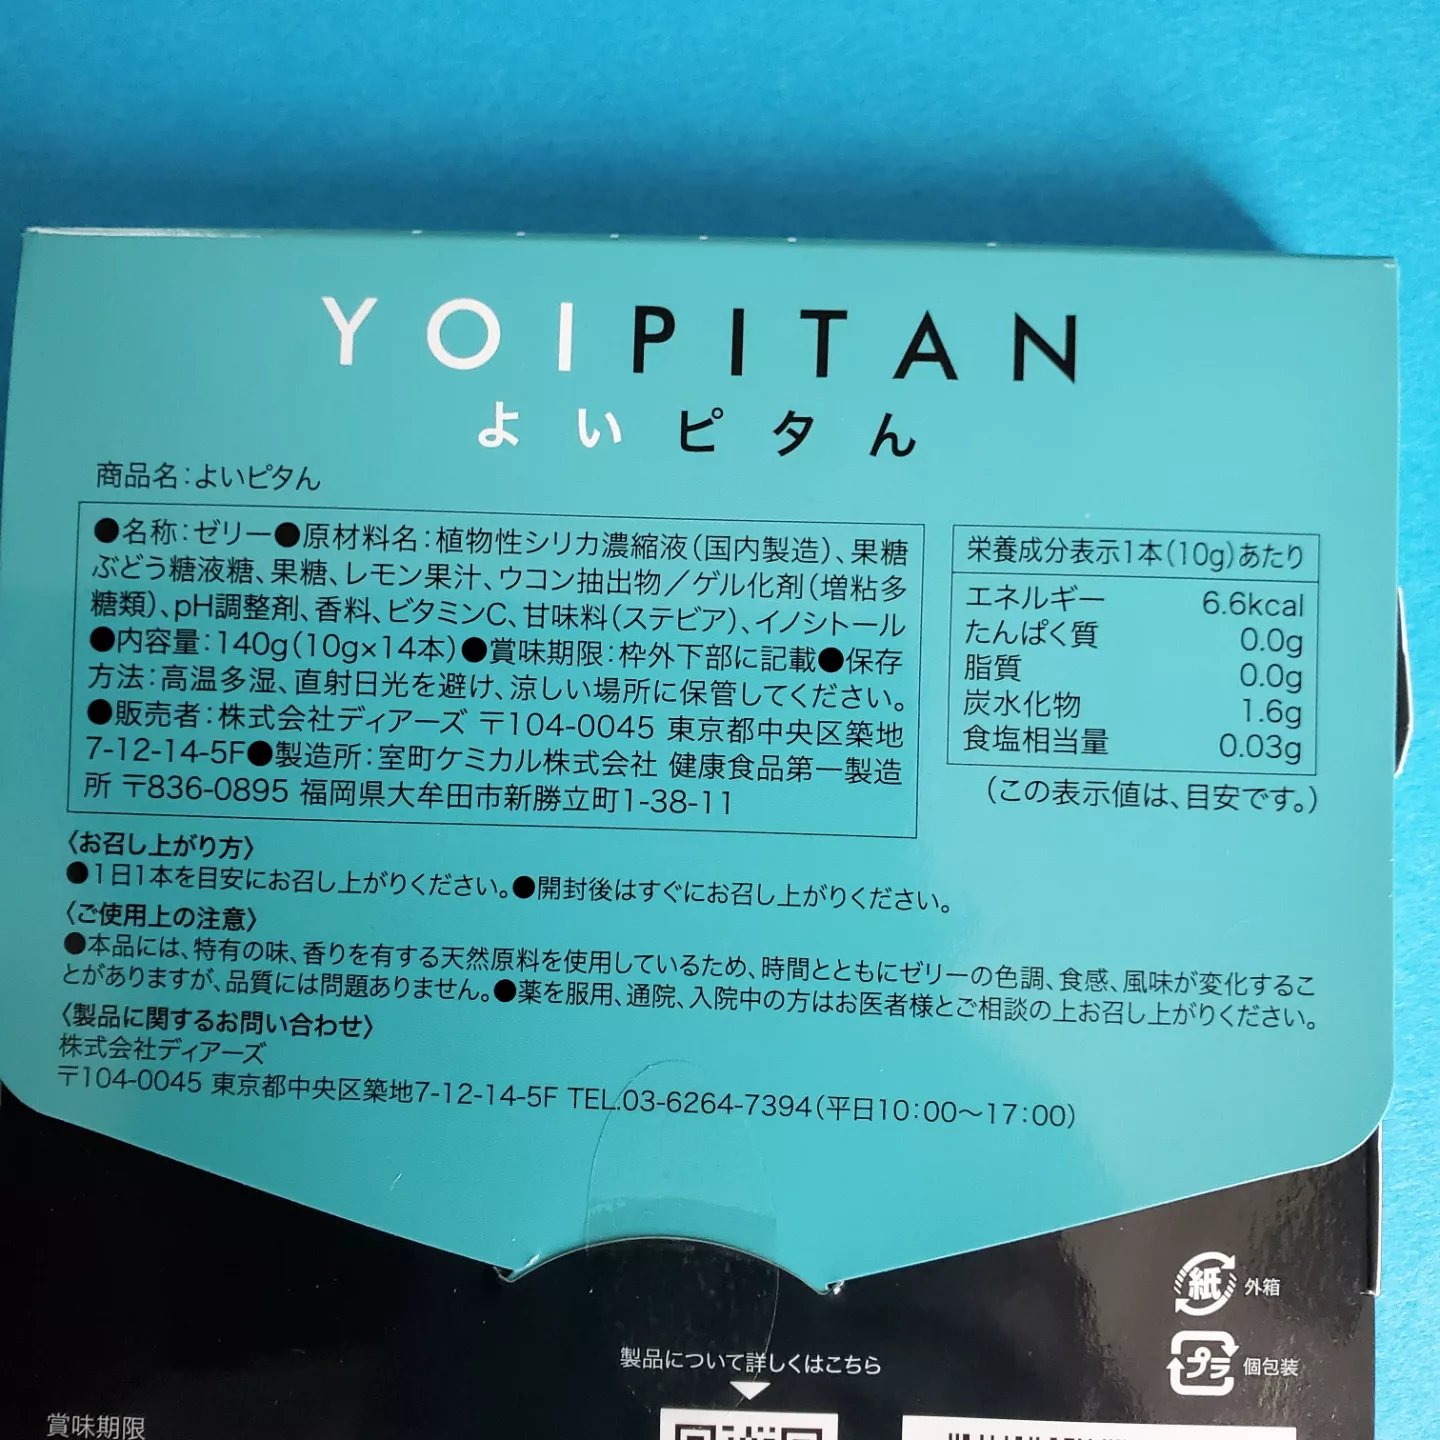 YOIPITAN
よいピタん
商品名:よいピタん
●名称:ゼリー●原材料名:植物性シリカ濃縮液(国内製造)、果糖
ぶどう糖液糖、果糖、レモン果汁、ウコン抽出物/ゲル化剤(増粘多
糖類)、pH調整剤、香料、ビタミンC、甘味料(ステビア)、イノシトール
●内容量:140g(10g×14本)●賞味期限:枠外下部に記載●保存
方法:高温多湿、直射日光を避け、涼しい場所に保管してください。
●販売者:株式会社ディアーズ 〒104-0045 東京都中央区築地
7-12-14-5F●製造所:室町ケミカル株式会社 健康食品第一製造
所 〒836-0895 福岡県大牟田市新勝立町1-38-11
栄養成分表示1本(10g)あたり
エネルギー 6.6kcal
たんぱく質 0.0g
脂質 0.0g
炭水化物 1.6g
食塩相当量 0.03g
(この表示値は、目安です。)
〈お召し上がり方〉
●1日1本を目安にお召し上がりください。●開封後はすぐにお召し上がりください。
〈ご使用上の注意〉
●本品には、特有の味、香りを有する天然原料を使用しているため、時間とともにゼリーの色調、食感、風味が変化するこ
とがありますが、品質には問題ありません。●薬を服用、通院、入院中の方はお医者様とご相談の上お召し上がりください。
〈製品に関するお問い合わせ〉
株式会社ディアーズ
〒104-0045 東京都中央区築地7-12-14-5F TEL.03-6264-7394(平日10:00～17:00)
紙 外箱
プラ 個包装
製品について詳しくはこちら
賞味期限